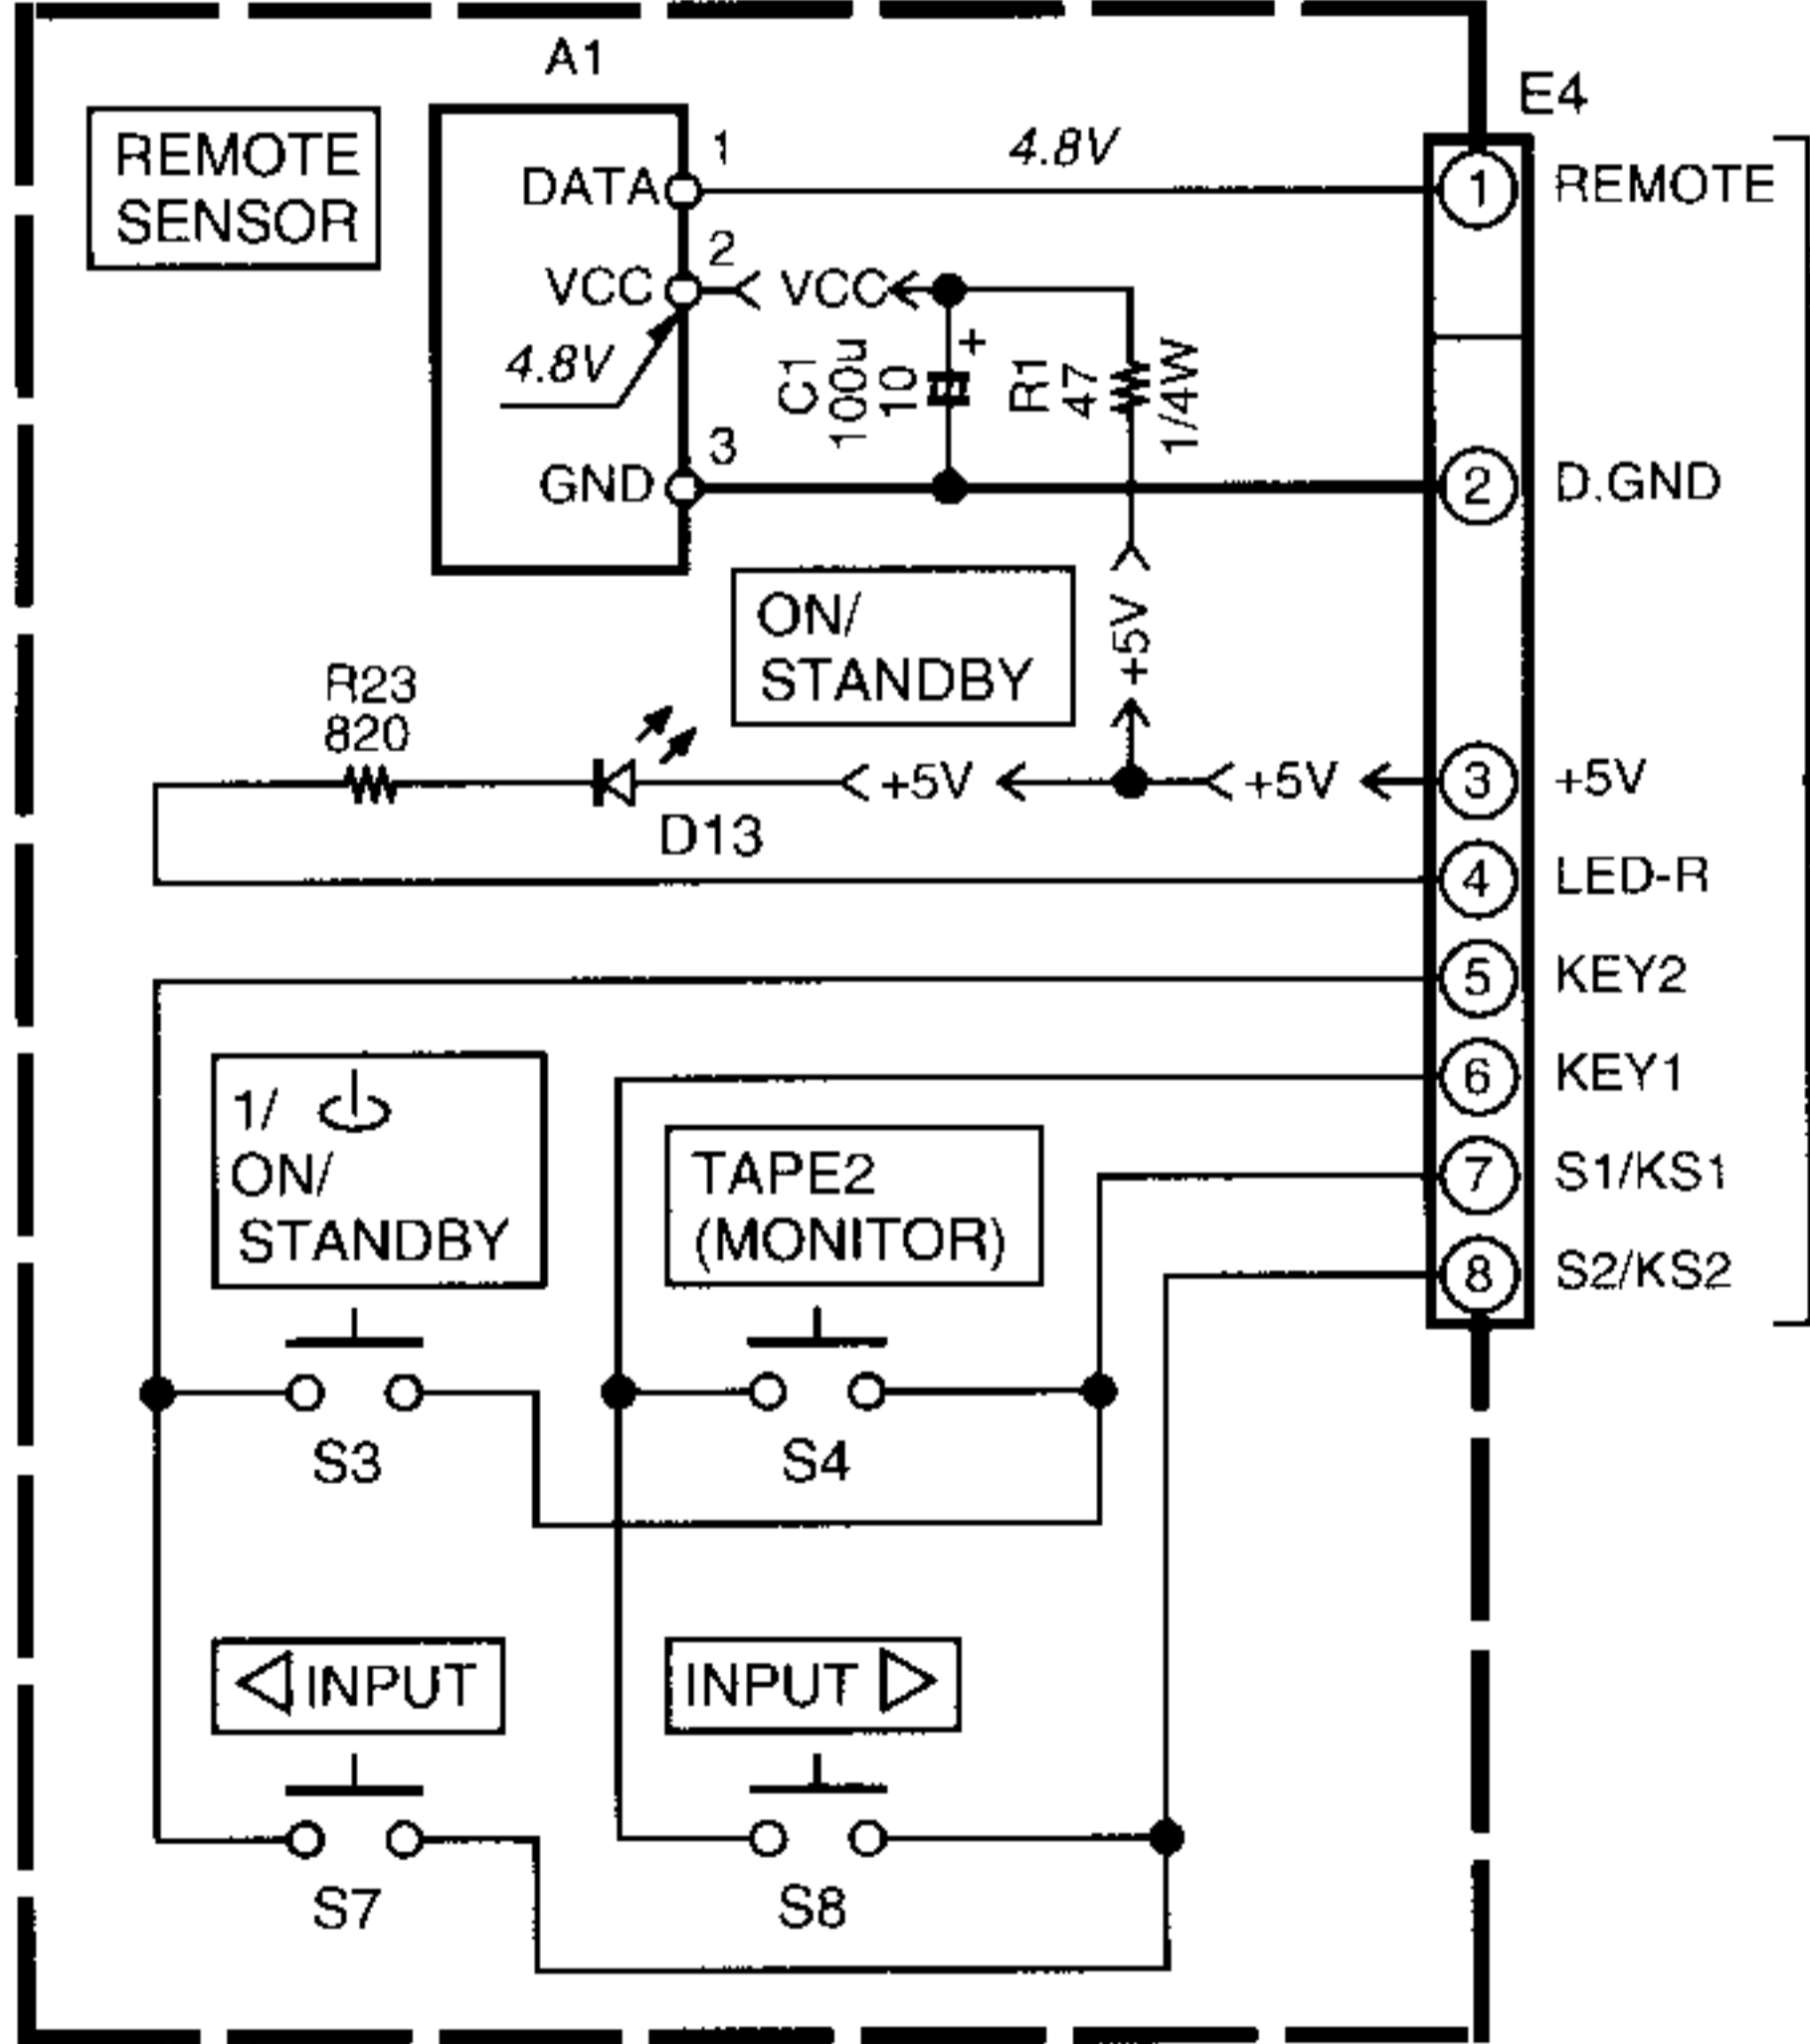 A1
E4
REMOTE
SENSOR
DATA
1
4.8V
1
REMOTE
VCC
2
VCC
4.8V
C1
100u
10
+
R1
47
1/4W
GND
3
2
D.GND
ON/
STANDBY
+5V
R23
820
D13
+5V
+5V
3
+5V
4
LED-R
5
KEY2
6
KEY1
1/
ON/
STANDBY
TAPE2
(MONITOR)
7
S1/KS1
8
S2/KS2
S3
S4
INPUT
INPUT
S7
S8